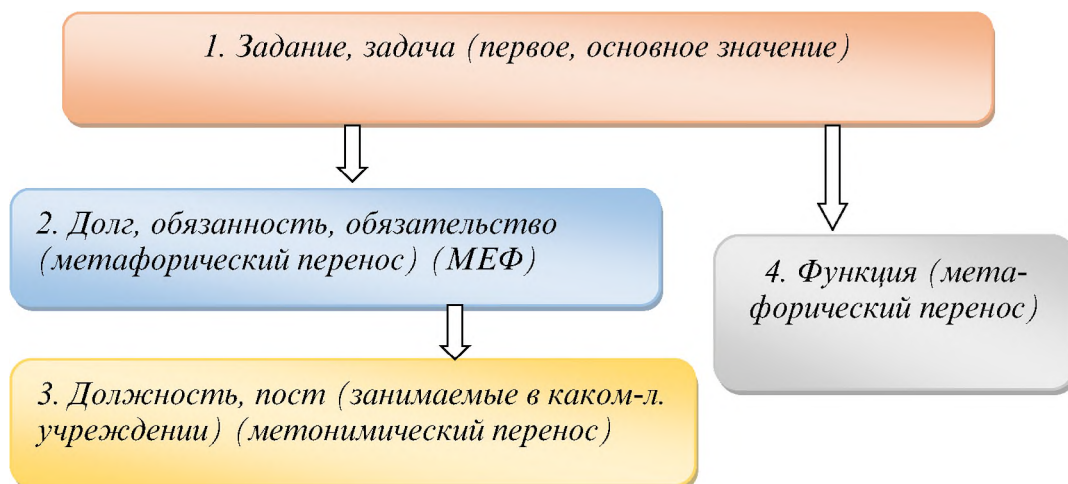 1. Задание, задача (первое, основное значение)
2. Долг, обязанность, обязательство
(метафорический перенос) (МЕФ)
4. Функция (мета-
форический перенос)
3. Должность, пост (занимаемые в каком-л.
учреждении) (метонимический перенос)